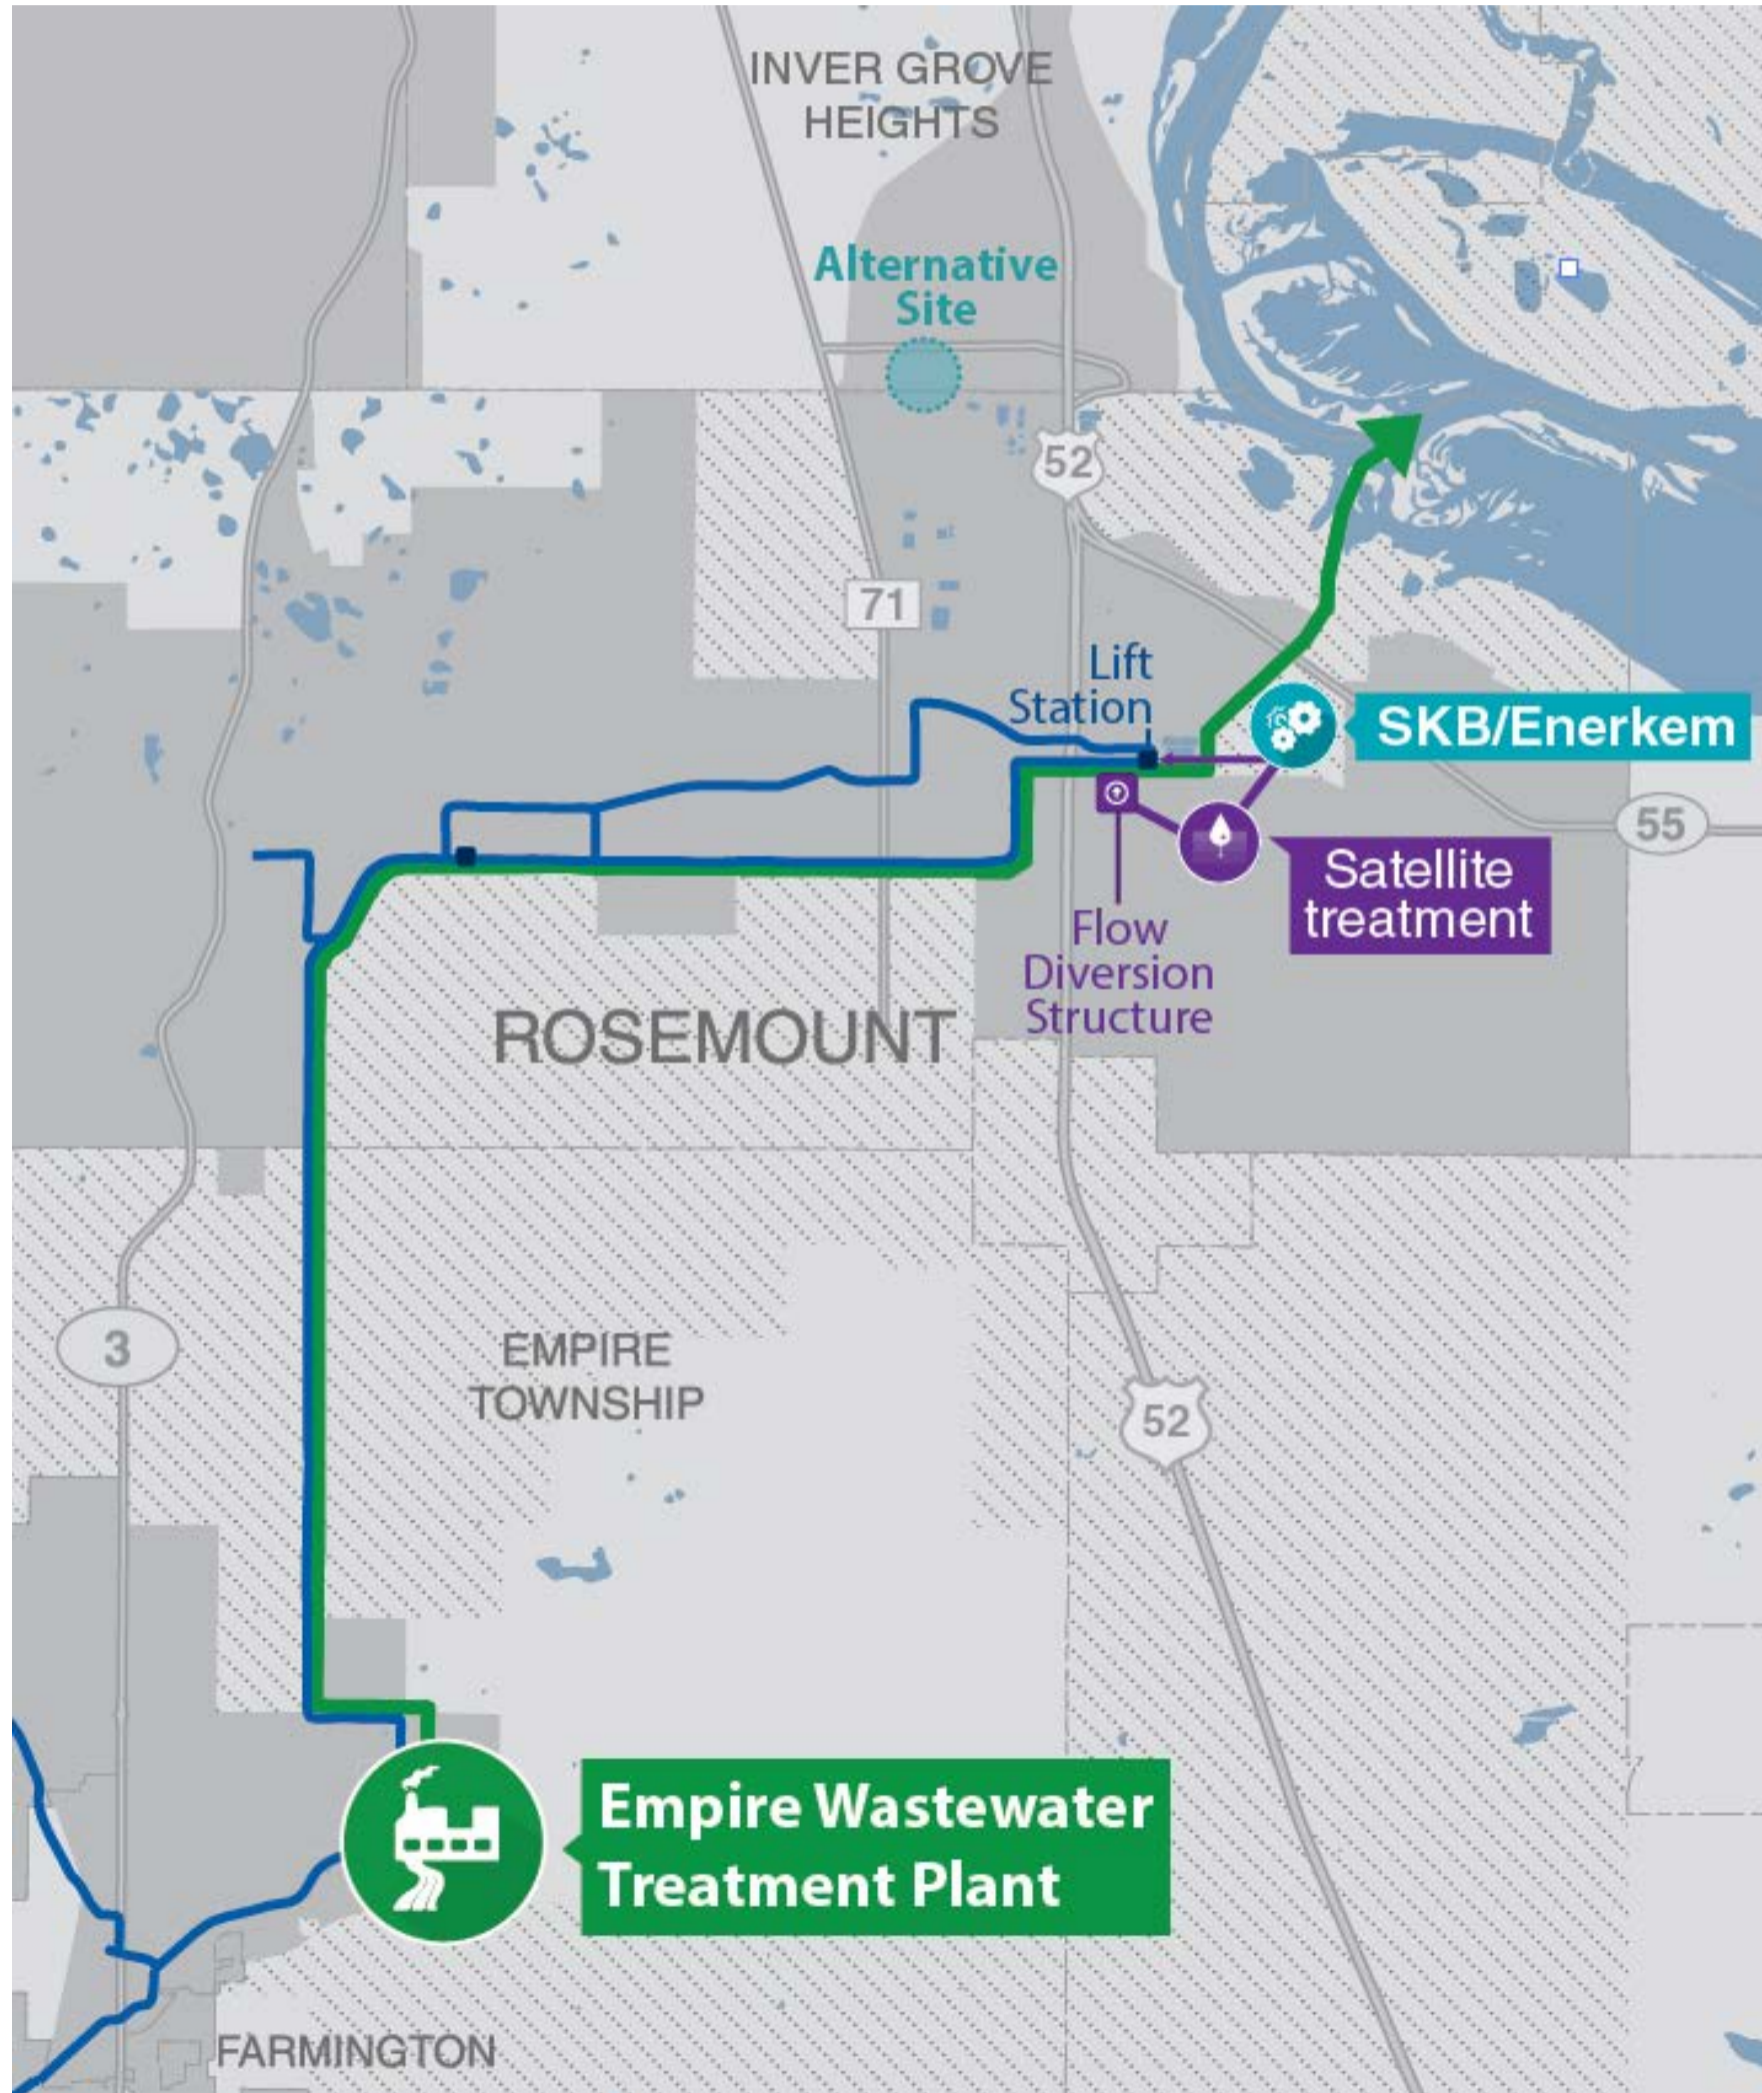 INVER GROVE
HEIGHTS
Alternative
Site
52
71
Lift
Station
SKB/Enerkem
55
Satellite
treatment
Flow
Diversion
Structure
ROSEMOUNT
3
EMPIRE
TOWNSHIP
52
Empire Wastewater
Treatment Plant
FARMINGTON